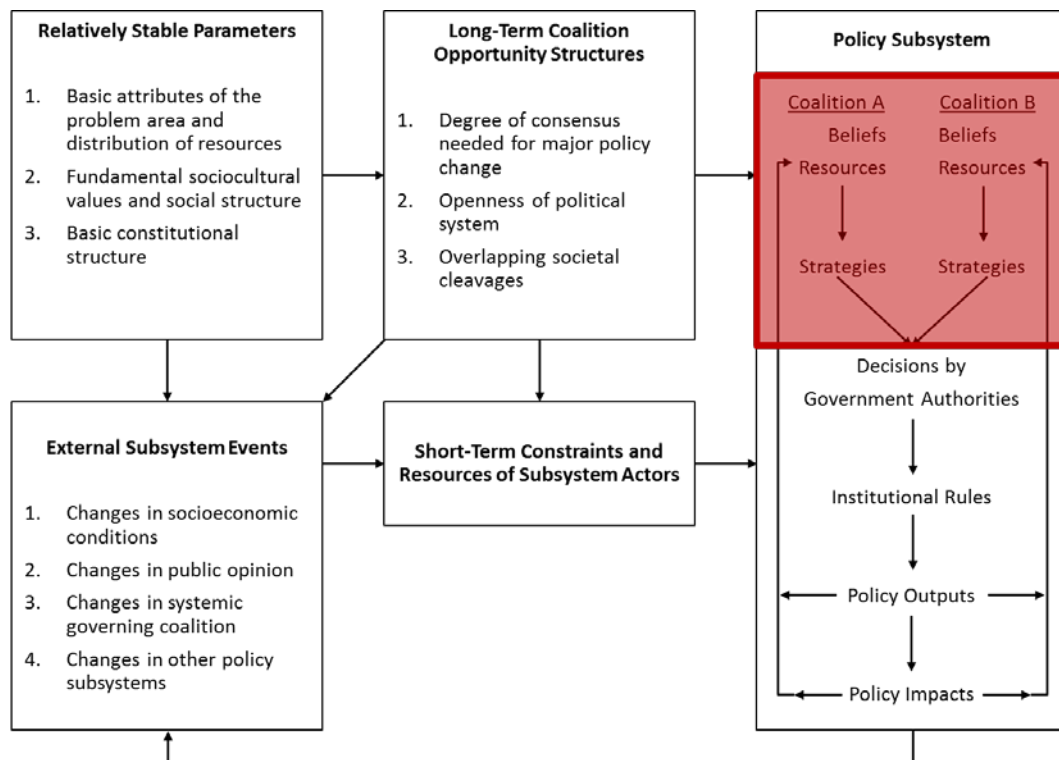 Relatively Stable Parameters
1. Basic attributes of the
problem area and
distribution of resources
2. Fundamental sociocultural
values and social structure
3. Basic constitutional
structure
Long-Term Coalition
Opportunity Structures
1. Degree of consensus
needed for major policy
change
2. Openness of political
system
3. Overlapping societal
cleavages
External Subsystem Events
1. Changes in socioeconomic
conditions
2. Changes in public opinion
3. Changes in systemic
governing coalition
4. Changes in other policy
subsystems
Short-Term Constraints and
Resources of Subsystem Actors
Policy Subsystem
Coalition A Coalition B
Beliefs Beliefs
Resources Resources
Strategies Strategies
Decisions by
Government Authorities
Institutional Rules
Policy Outputs
Policy Impacts